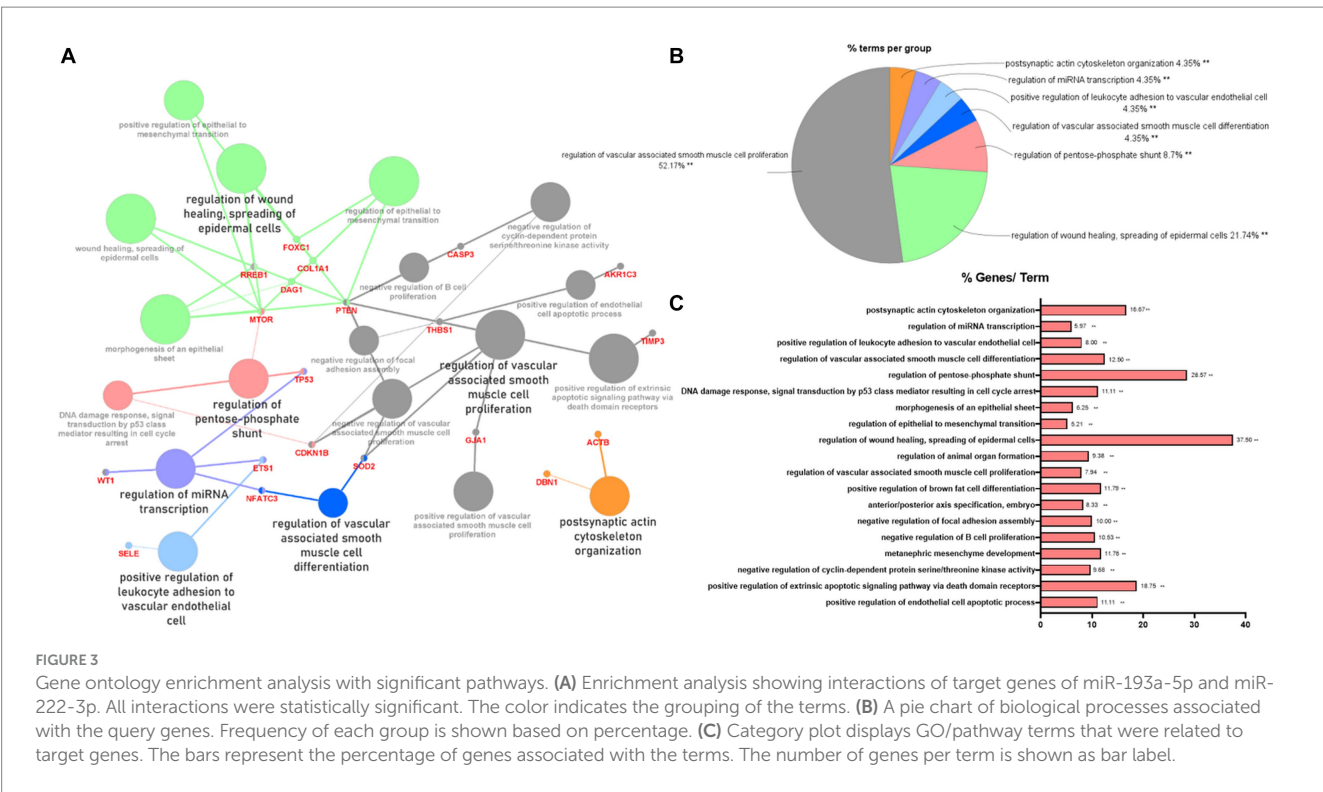 A
positive regulation of epithelial to
mesenchymal transition
regulation of wound
healing, spreading of
epidermal cells
regulation of epithelial to
mesenchymal transition
wound healing, spreading of
epidermal cells
FOXC1
COL1A1
RREB1
DAG1
MTOR
PTEN
morphogenesis of an epithelial
sheet
negative regulation of
cyclin-dependent protein
serine/threonine kinase activity
CASP3
negative regulation of B cell
proliferation
AKR1C3
positive regulation of endothelial
cell apoptotic process
THBS1
TIMP3
negative regulation of focal
adhesion assembly
regulation of vascular
associated smooth
muscle cell
proliferation
positive regulation of extrinsic
apoptotic signaling pathway via
death domain receptors
TP53
DNA damage response, signal
transduction by p53 class
mediator resulting in cell cycle
arrest
regulation of
pentose-phosphate
shunt
negative regulation of vascular
associated smooth muscle cell
proliferation
CDKN1B
GJA1
ACTB
SOD2
ETS1
WT1
NFATC3
DBN1
regulation of miRNA
transcription
regulation of vascular
associated smooth
muscle cell
differentiation
positive regulation of vascular
associated smooth muscle cell
proliferation
postsynaptic actin
cytoskeleton
organization
SELE
positive regulation of
leukocyte adhesion to
vascular endothelial
cell
B
% terms per group
postsynaptic actin cytoskeleton organization 4.35% **
regulation of miRNA transcription 4.35% **
positive regulation of leukocyte adhesion to vascular endothelial cell
4.35% **
regulation of vascular associated smooth muscle cell differentiation
4.35% **
regulation of pentose-phosphate shunt 8.7% **
regulation of vascular associated smooth muscle cell proliferation
52.17% **
regulation of wound healing, spreading of epidermal cells 21.74% **
C
% Genes/ Term
postsynaptic actin cytoskeleton organization 16.67 **
regulation of miRNA transcription 5.97 **
positive regulation of leukocyte adhesion to vascular endothelial cell 8.00 **
regulation of vascular associated smooth muscle cell differentiation 12.50 **
regulation of pentose-phosphate shunt 28.57 **
DNA damage response, signal transduction by p53 class mediator resulting in cell cycle arrest 11.11 **
morphogenesis of an epithelial sheet 6.25 **
regulation of epithelial to mesenchymal transition 5.21 **
regulation of wound healing, spreading of epidermal cells 37.50 **
regulation of animal organ formation 9.38 **
regulation of vascular associated smooth muscle cell proliferation 7.94 **
positive regulation of brown fat cell differentiation 11.76 **
anterior/posterior axis specification, embryo 8.33 **
negative regulation of focal adhesion assembly 10.00 **
negative regulation of B cell proliferation 10.53 **
metanephric mesenchyme development 11.76 **
negative regulation of cyclin-dependent protein serine/threonine kinase activity 9.68 **
positive regulation of extrinsic apoptotic signaling pathway via death domain receptors 18.75 **
positive regulation of endothelial cell apoptotic process 11.11 **
0 10 20 30 40
FIGURE 3
Gene ontology enrichment analysis with significant pathways. (A) Enrichment analysis showing interactions of target genes of miR-193a-5p and miR-
222-3p. All interactions were statistically significant. The color indicates the grouping of the terms. (B) A pie chart of biological processes associated
with the query genes. Frequency of each group is shown based on percentage. (C) Category plot displays GO/pathway terms that were related to
target genes. The bars represent the percentage of genes associated with the terms. The number of genes per term is shown as bar label.